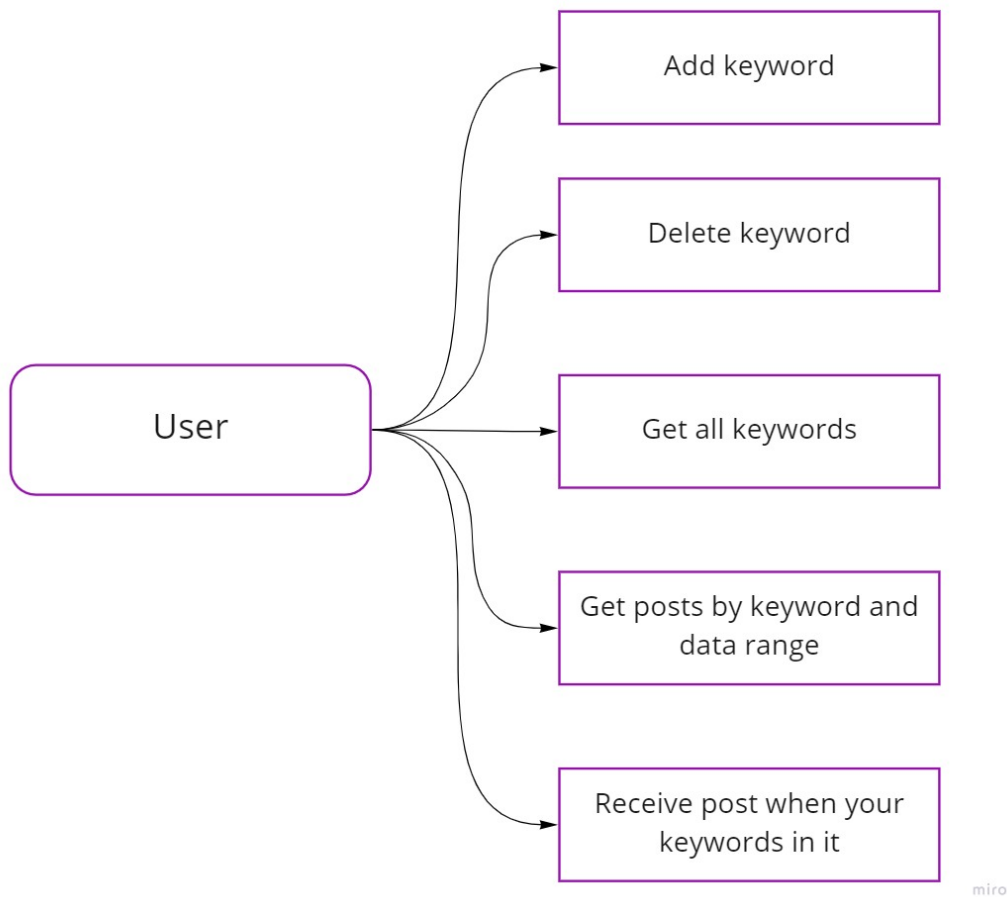 Add keyword
Delete keyword
User
Get all keywords
Get posts by keyword and
data range
Receive post when your
keywords in it
miro